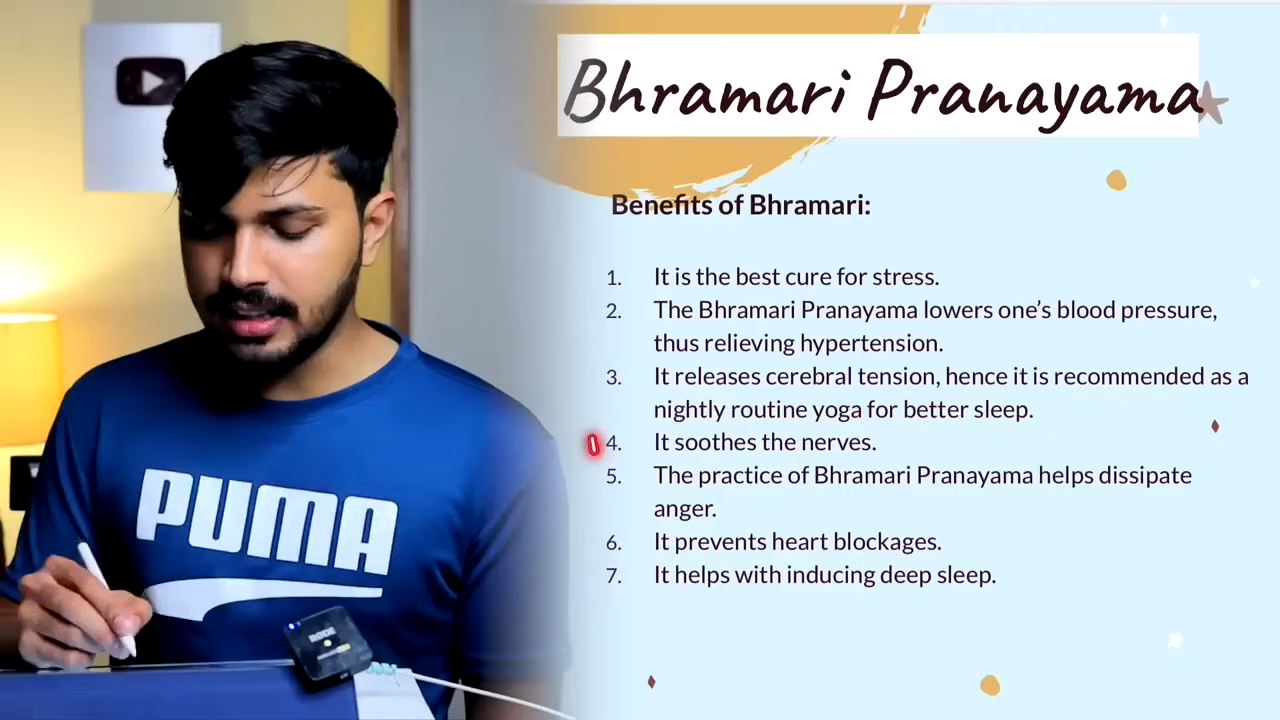 Bhramari Pranayama
Benefits of Bhramari:
1. It is the best cure for stress.
2. The Bhramari Pranayama lowers one’s blood pressure,
thus relieving hypertension.
3. It releases cerebral tension, hence it is recommended as a
nightly routine yoga for better sleep.
4. It soothes the nerves.
5. The practice of Bhramari Pranayama helps dissipate
anger.
6. It prevents heart blockages.
7. It helps with inducing deep sleep.
PUMA
RODE